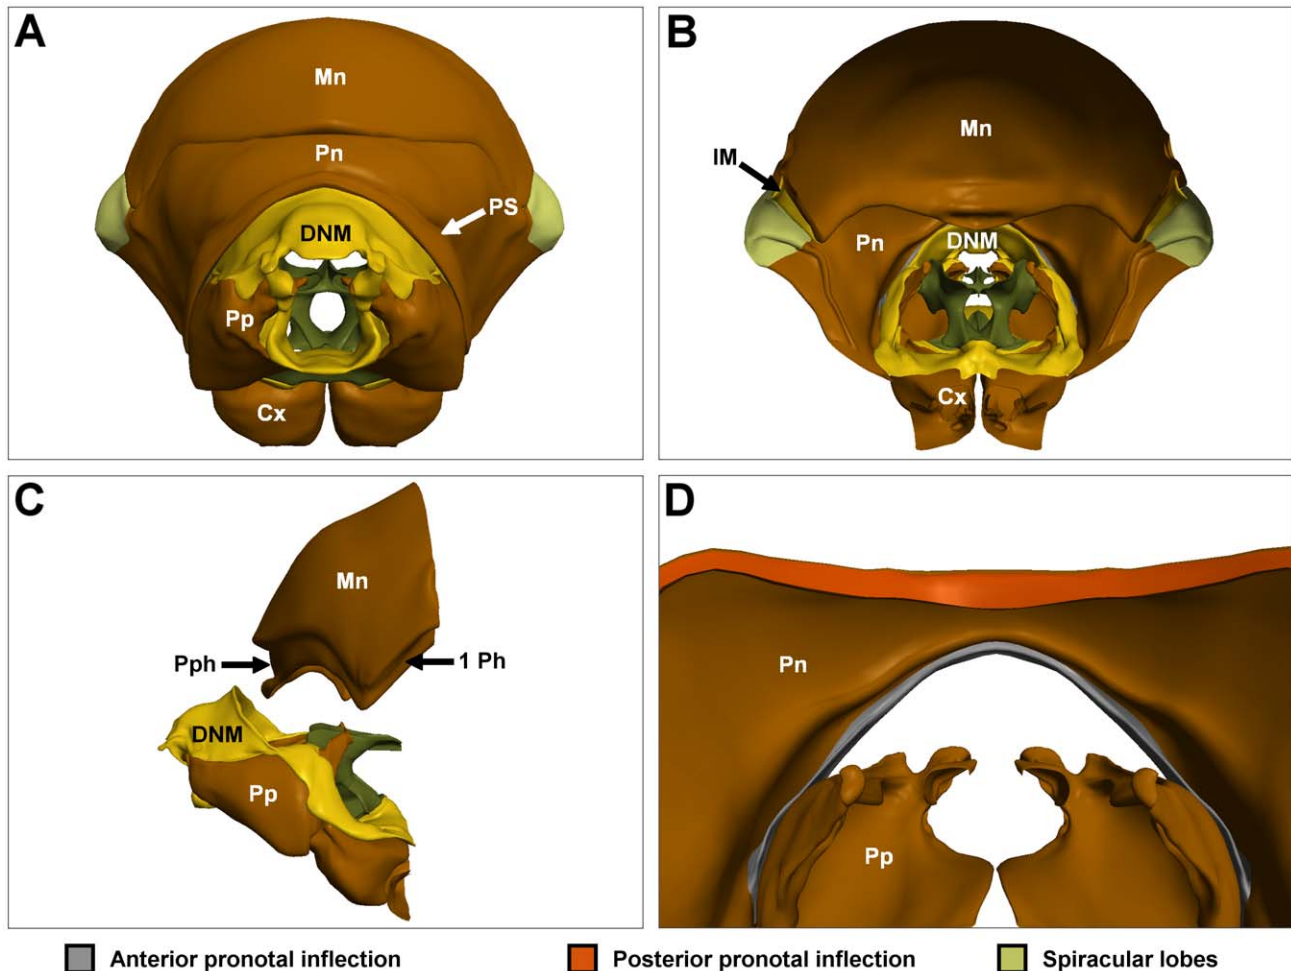 A
Mn
Pn
PS
DNM
Pp
Cx
B
Mn
IM
Pn
DNM
Cx
C
Mn
Pph
1 Ph
DNM
Pp
D
Pn
Pp
Anterior pronotal inflection
Posterior pronotal inflection
Spiracular lobes